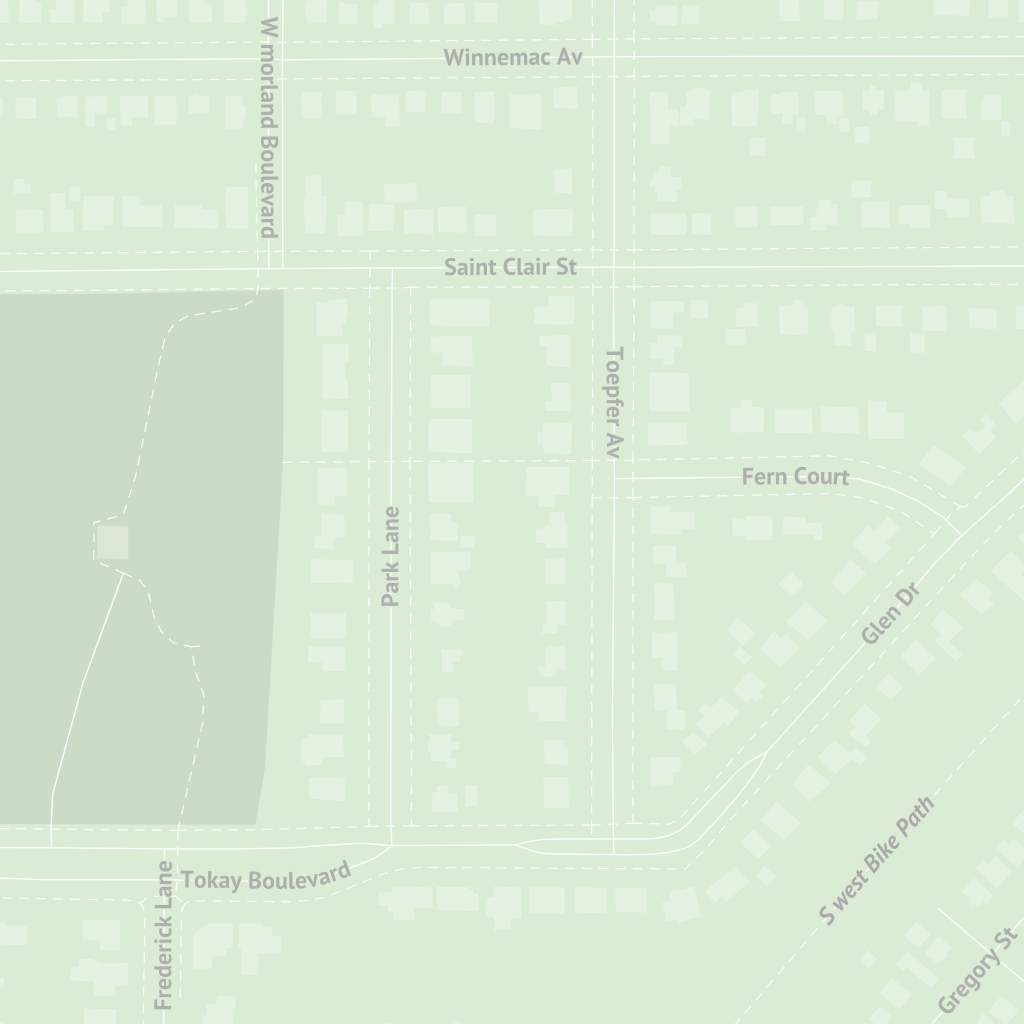 W morland Boulevard
Winnemac Av
Saint Clair St
Toepfer Av
Fern Court
Park Lane
Glen Dr
S west Bike Path
Tokay Boulevard
Frederick Lane
Gregory St